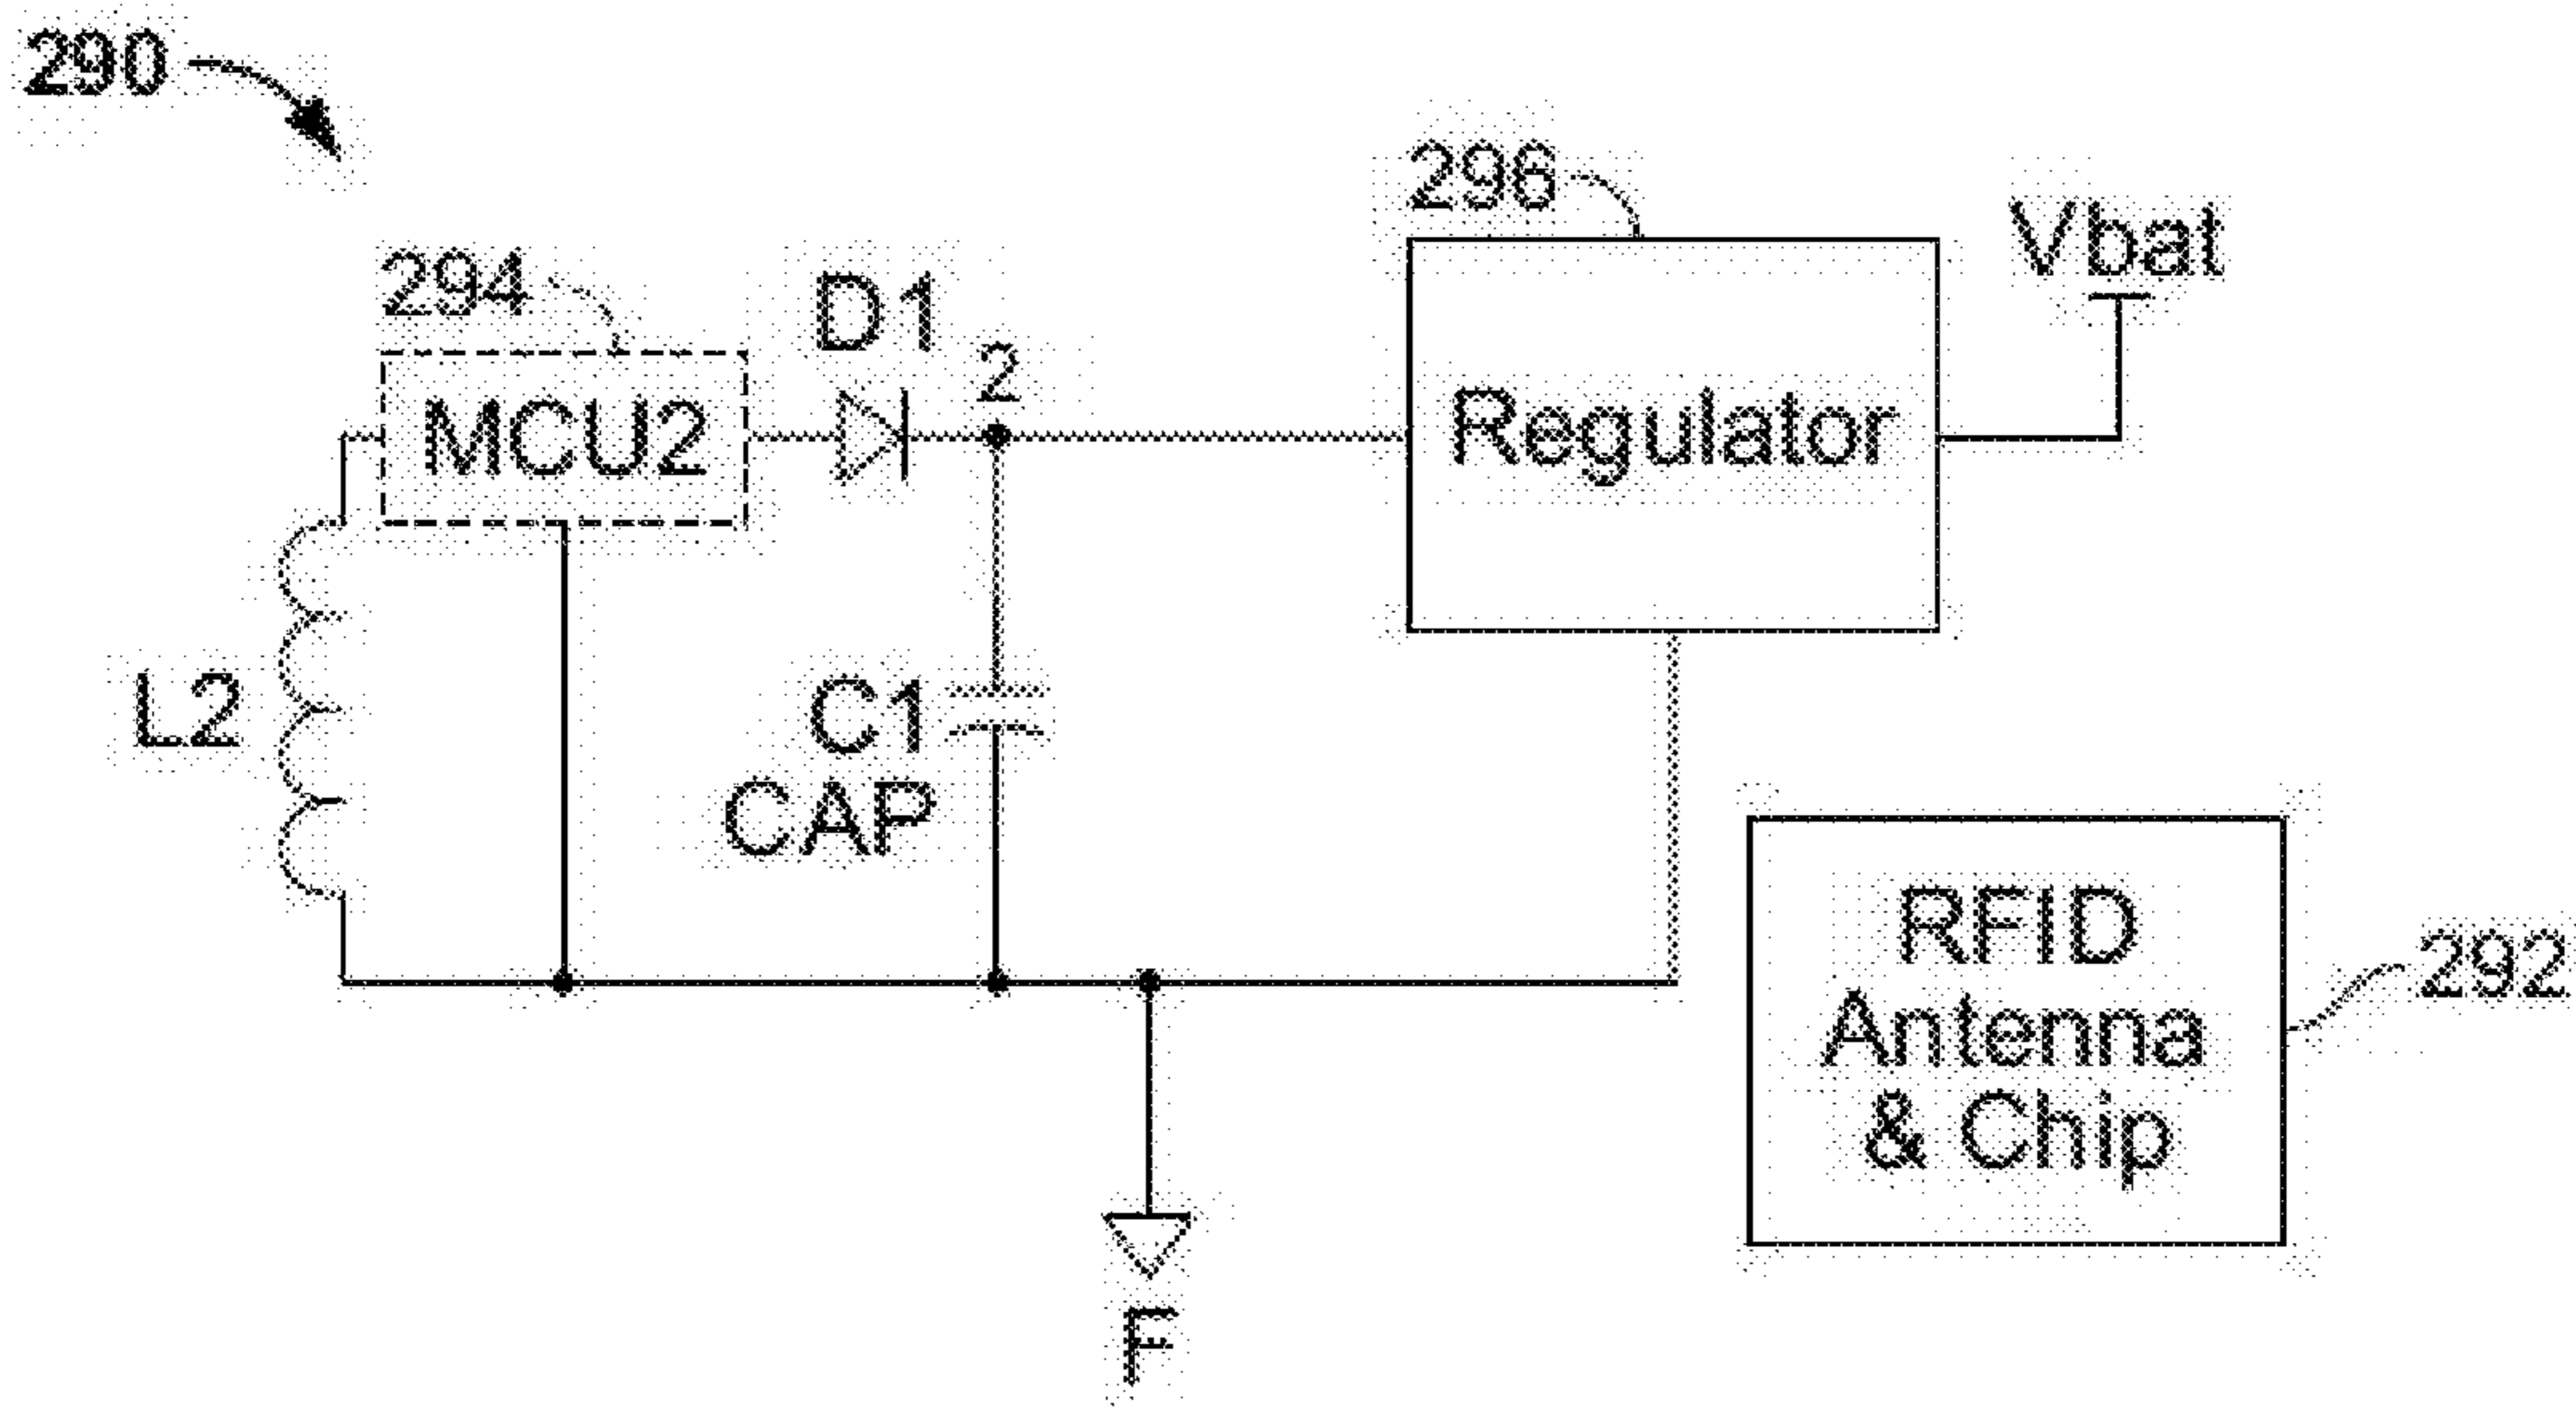 290
296
Vbat
294
D1
2
MCU2
Regulator
L2
C1
CAP
RFID
Antenna
& Chip
292
F